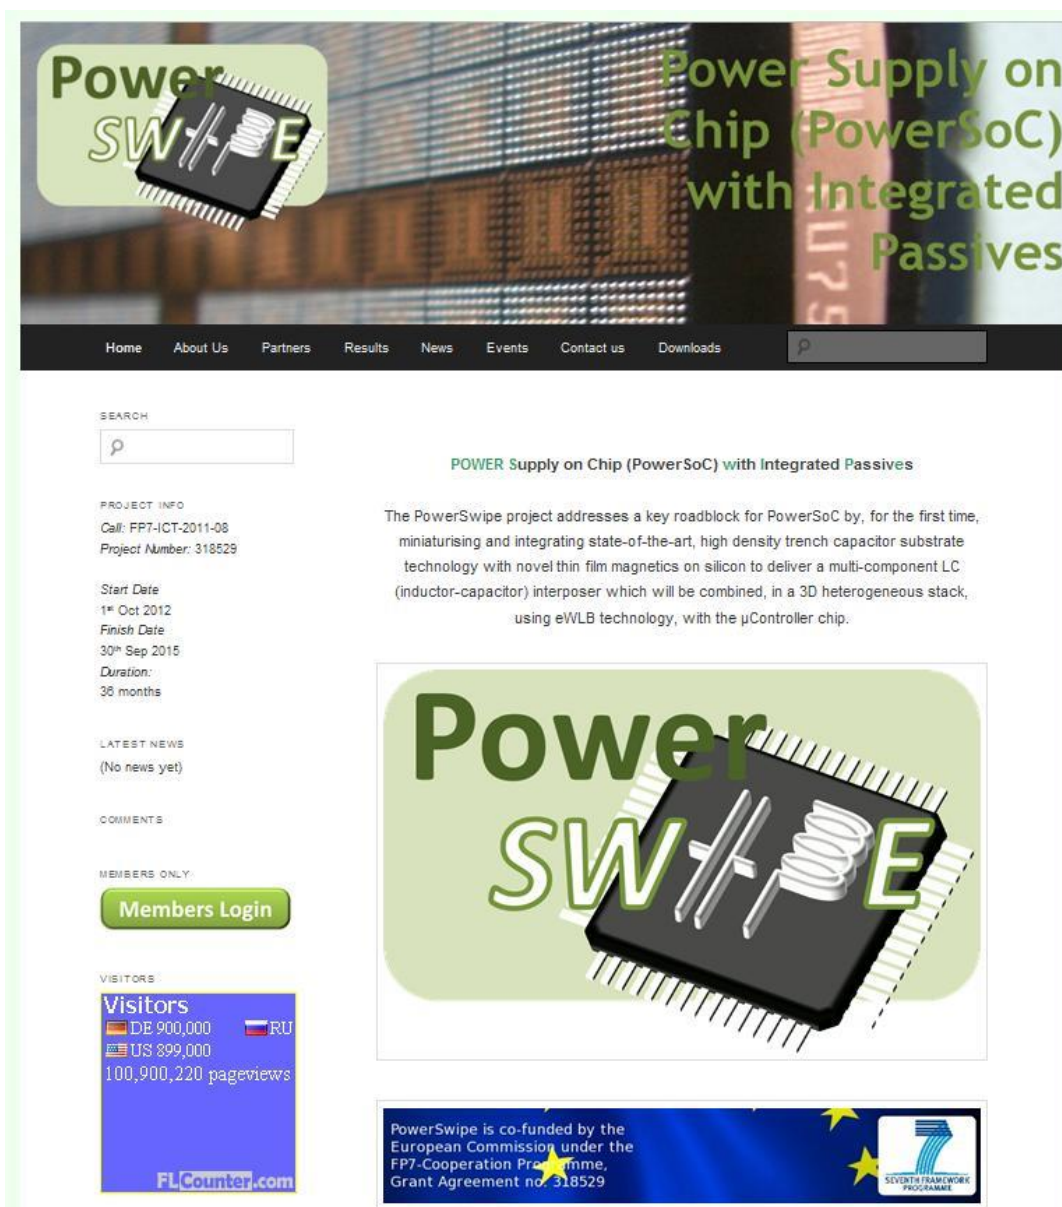 Power
SWIPE
Power Supply on
Chip (PowerSoC)
with Integrated
Passives
Home About Us Partners Results News Events Contact us Downloads
SEARCH
PROJECT INFO
Call: FP7-ICT-2011-08
Project Number: 318529
Start Date
1st Oct 2012
Finish Date
30th Sep 2015
Duration:
36 months
LATEST NEWS
(No news yet)
COMMENTS
MEMBERS ONLY
Members Login
VISITORS
Visitors
DE 900,000 RU
US 899,000
100,900,220 pageviews
FLCounter.com
POWER Supply on Chip (PowerSoC) with Integrated Passives
The PowerSwipe project addresses a key roadblock for PowerSoC by, for the first time,
miniaturising and integrating state-of-the-art, high density trench capacitor substrate
technology with novel thin film magnetics on silicon to deliver a multi-component LC
(inductor-capacitor) interposer which will be combined, in a 3D heterogeneous stack,
using eWLB technology, with the µController chip.
Power
SWIPE
PowerSwipe is co-funded by the
European Commission under the
FP7-Cooperation Programme,
Grant Agreement no. 318529
SEVENTH FRAMEWORK
PROGRAMME